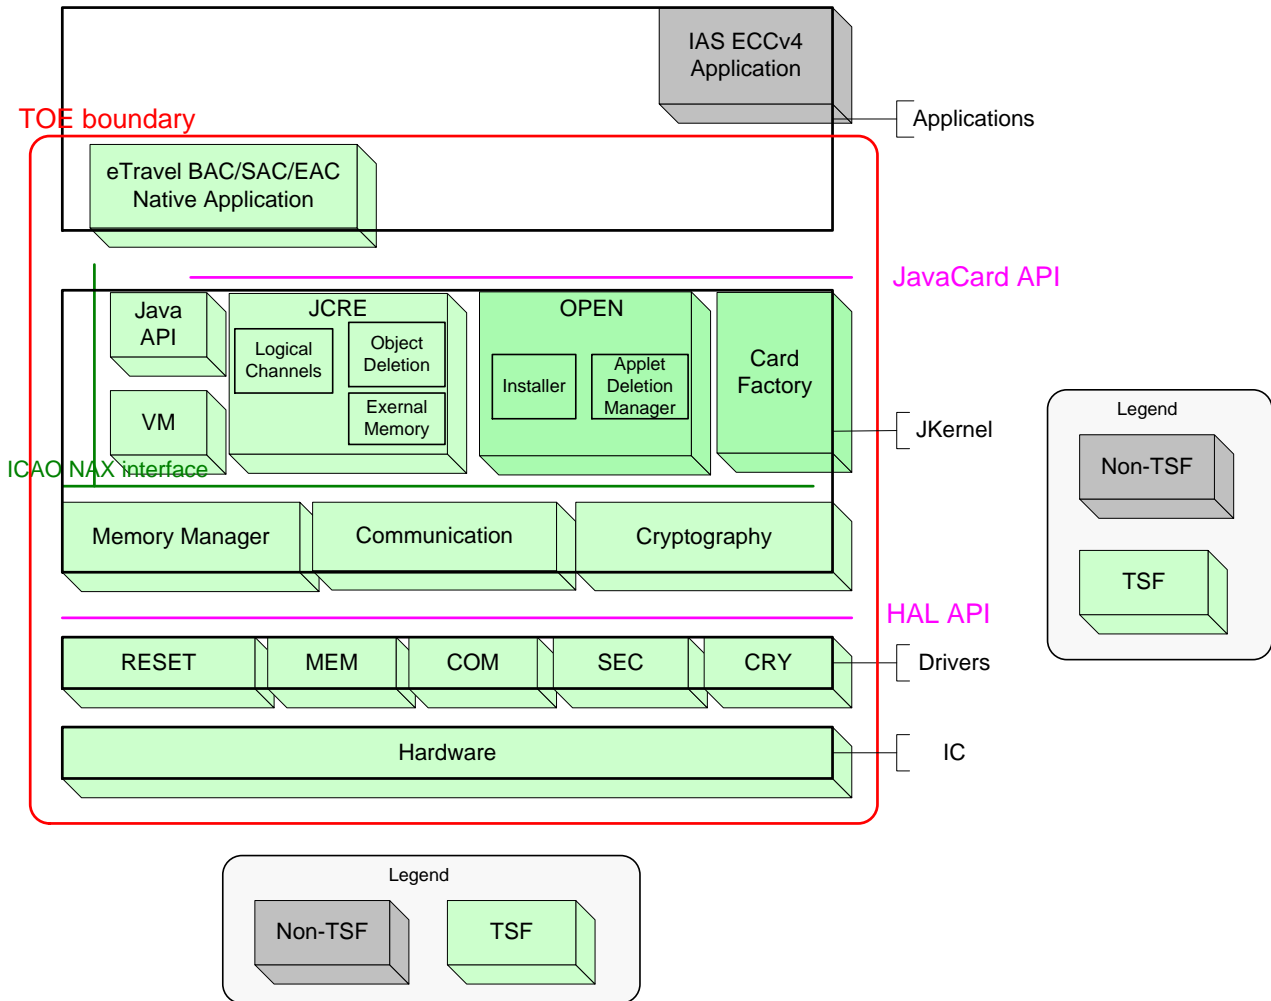 IAS ECCv4
Application
TOE boundary
Applications
eTravel BAC/SAC/EAC
Native Application
JavaCard API
Java
API
JCRE
Logical
Channels
Object
Deletion
Exernal
Memory
OPEN
Installer
Applet
Deletion
Manager
Card
Factory
VM
JKernel
ICAO NAX interface
Memory Manager
Communication
Cryptography
Legend
Non-TSF
TSF
HAL API
RESET
MEM
COM
SEC
CRY
Drivers
Hardware
IC
Legend
Non-TSF
TSF